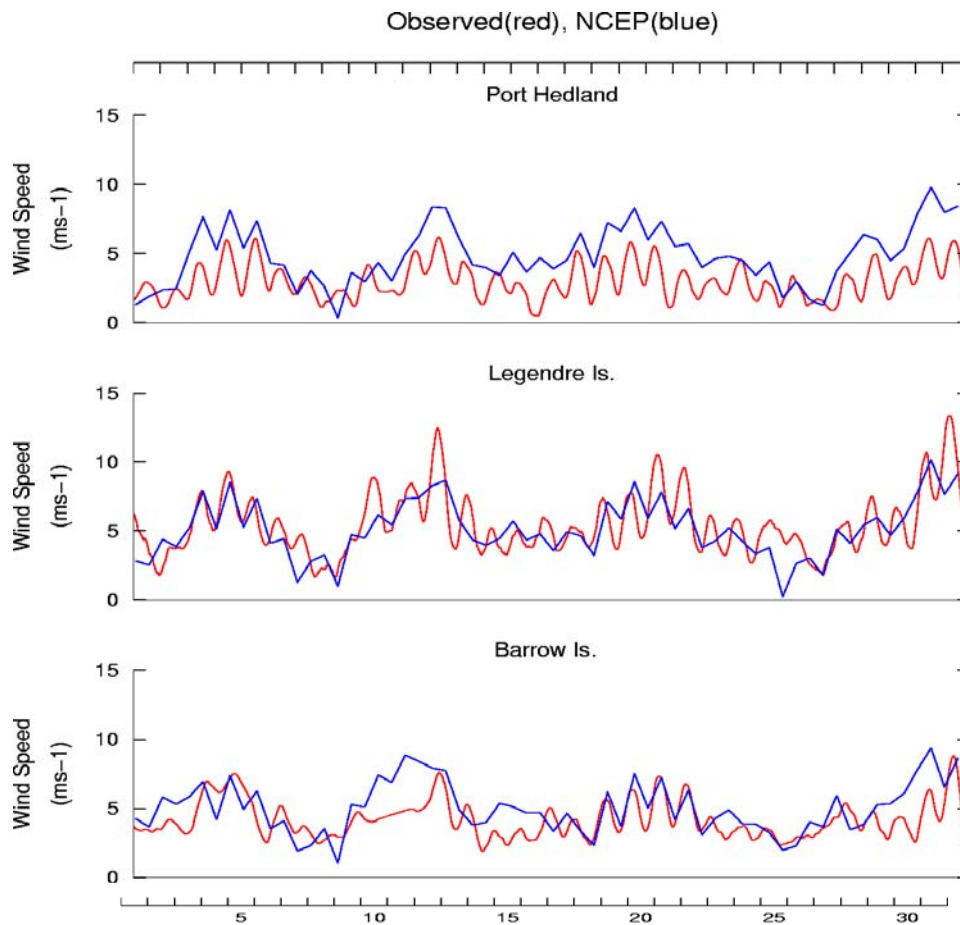 Observed(red), NCEP(blue)
Port Hedland
15
10
5
0
Wind Speed
(ms−1)
Legendre Is.
15
10
5
0
Wind Speed
(ms−1)
Barrow Is.
15
10
5
0
Wind Speed
(ms−1)
5 10 15 20 25 30